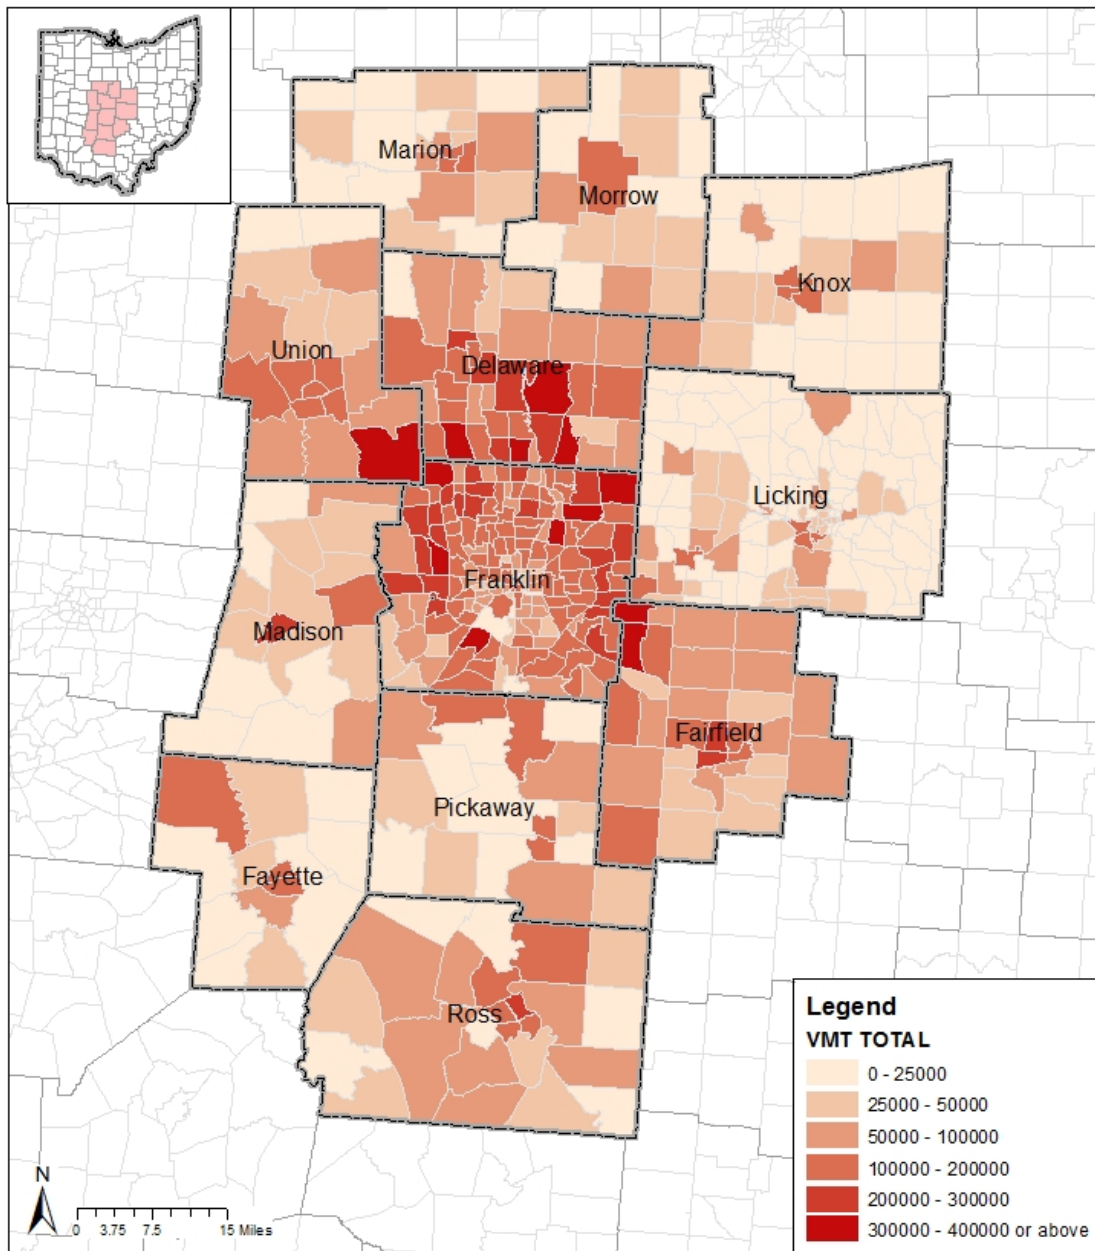 Marion
Morrow
Knox
Union
Delaware
Licking
Franklin
Madison
Fairfield
Pickaway
Fayette
Ross
Legend
VMT TOTAL
0 - 25000
25000 - 50000
50000 - 100000
100000 - 200000
200000 - 300000
300000 - 400000 or above
N
0 3.75 7.5 15 Miles